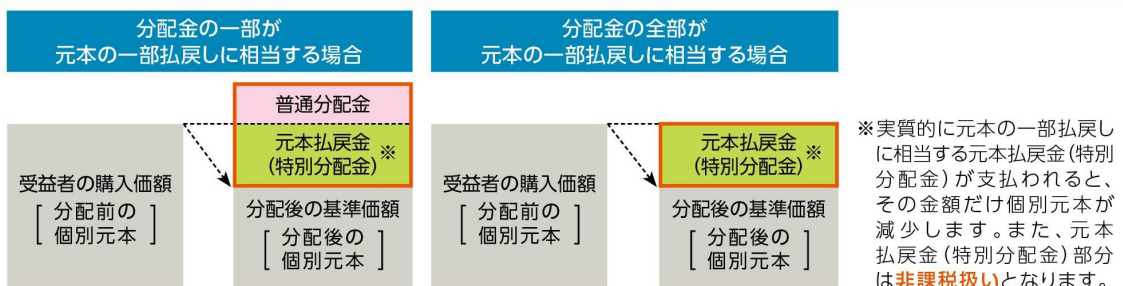 分配金の一部が
元本の一部払戻しに相当する場合
普通分配金
元本払戻金
(特別分配金)
※
受益者の購入価額
[分配前の
個別元本]
分配後の基準価額
[分配後の
個別元本]
分配金の全部が
元本の一部払戻しに相当する場合
元本払戻金
(特別分配金)
※
受益者の購入価額
[分配前の
個別元本]
分配後の基準価額
[分配後の
個別元本]
※実質的に元本の一部払戻し
に相当する元本払戻金(特別
分配金)が支払われると、
その金額だけ個別元本が
減少します。また、元本
払戻金(特別分配金)部分
は非課税扱いとなります。